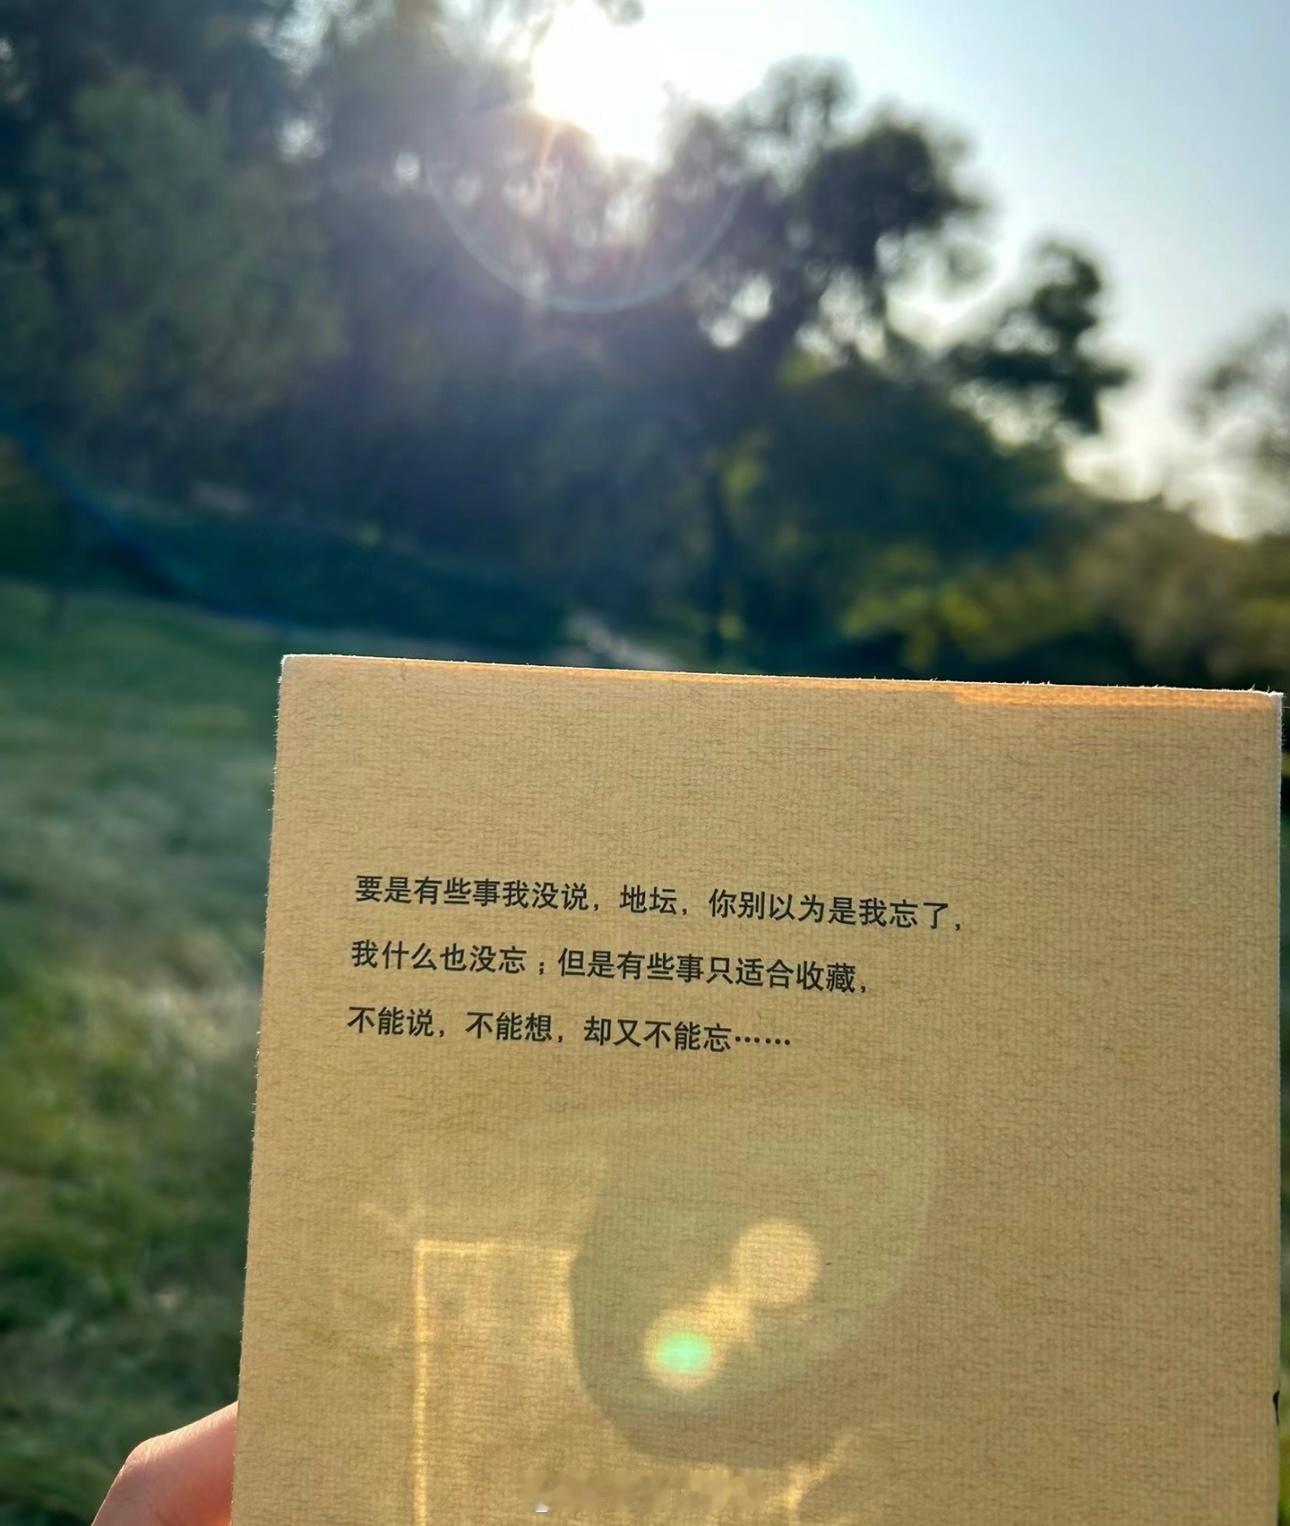 要是有些事我没说，地坛，你别以为是我忘了，
我什么也没忘；但是有些事只适合收藏，
不能说，不能想，却又不能忘……